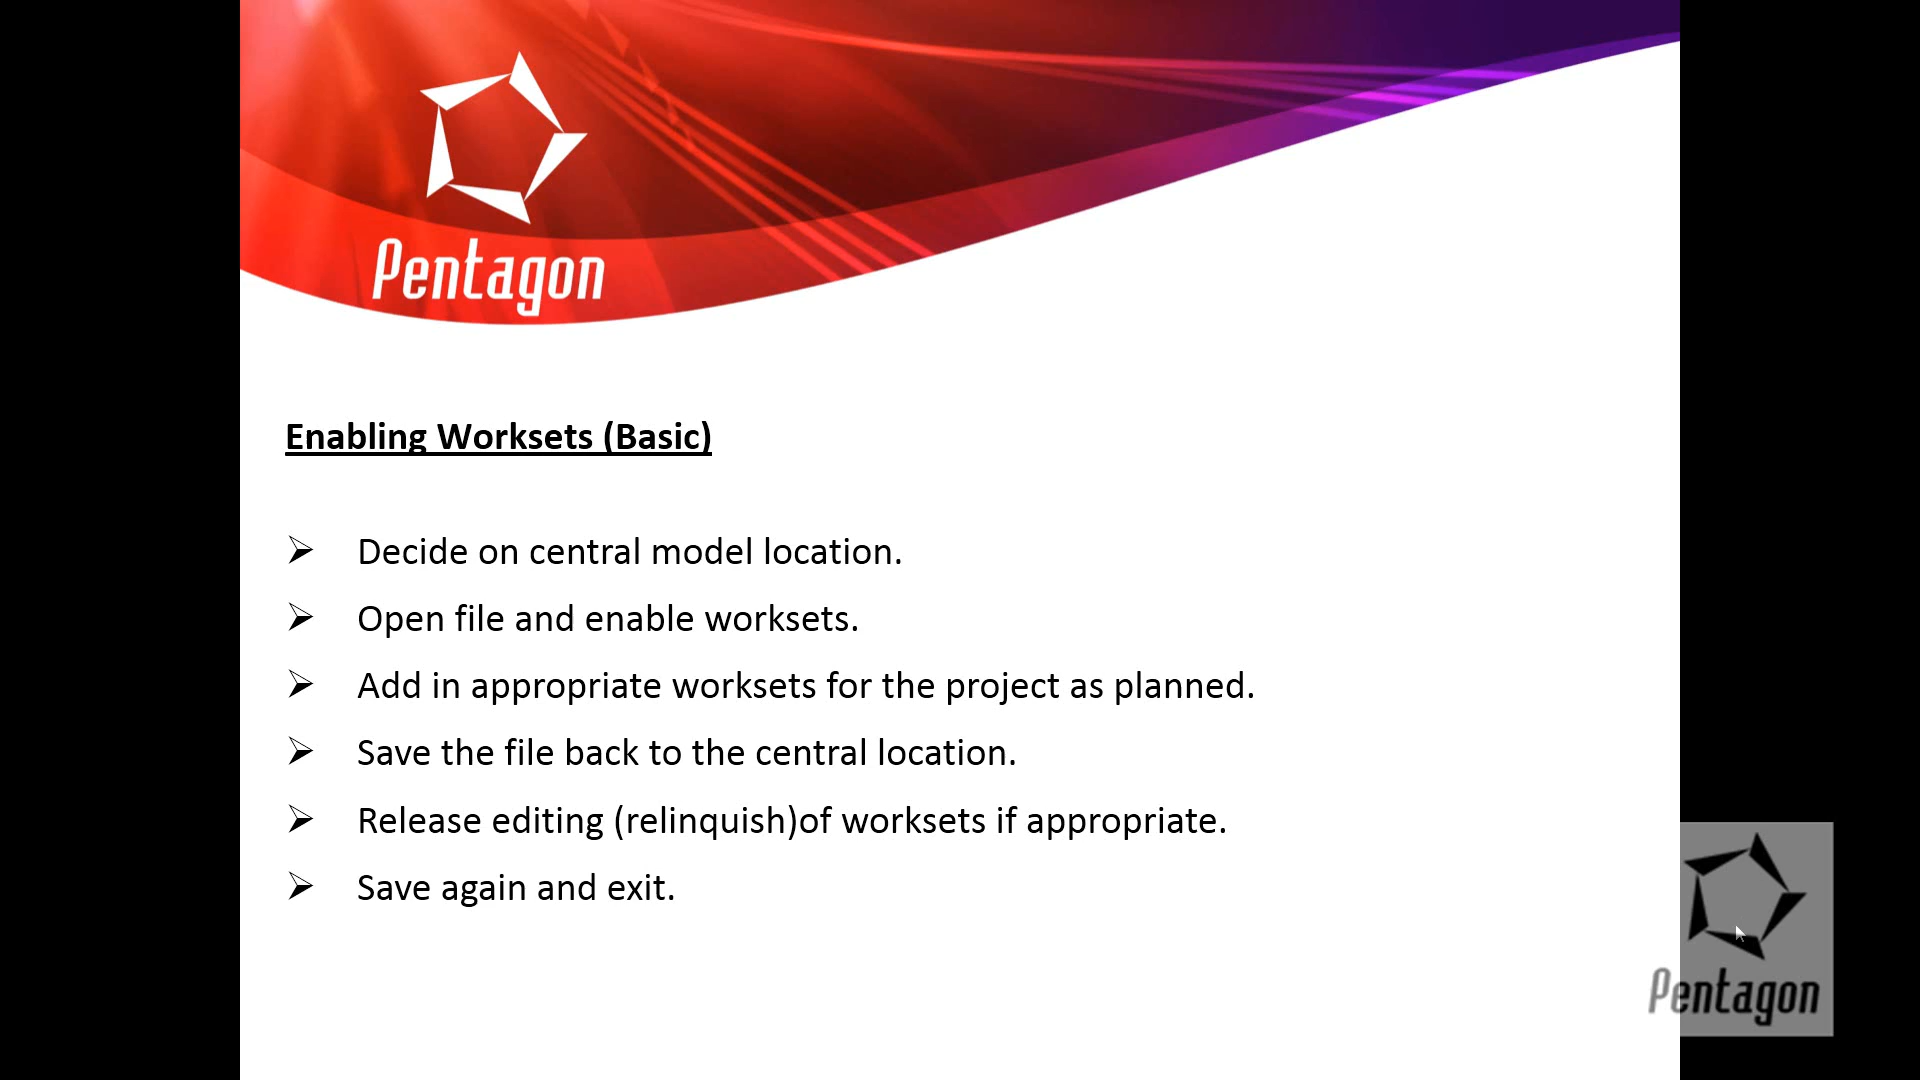 Pentagon
Enabling Worksets (Basic)
Decide on central model location.
Open file and enable worksets.
Add in appropriate worksets for the project as planned.
Save the file back to the central location.
Release editing (relinquish)of worksets if appropriate.
Save again and exit.
Pentagon